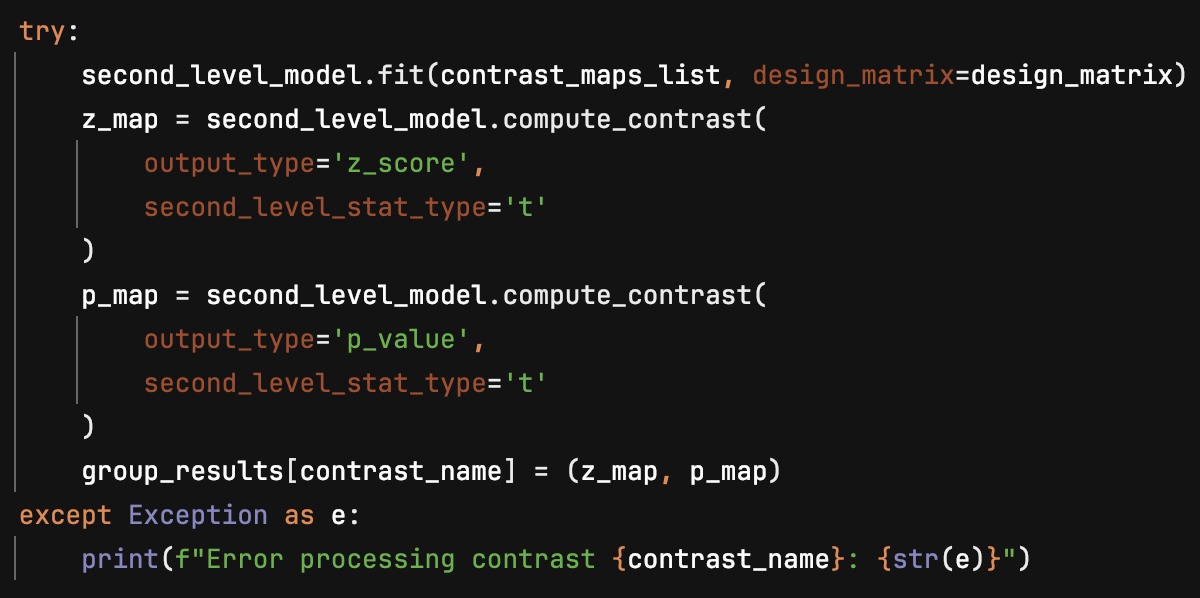 try:
    second_level_model.fit(contrast_maps_list, design_matrix=design_matrix)
    z_map = second_level_model.compute_contrast(
        output_type='z_score',
        second_level_stat_type='t'
    )
    p_map = second_level_model.compute_contrast(
        output_type='p_value',
        second_level_stat_type='t'
    )
    group_results[contrast_name] = (z_map, p_map)
except Exception as e:
    print(f"Error processing contrast {contrast_name}: {str(e)}")